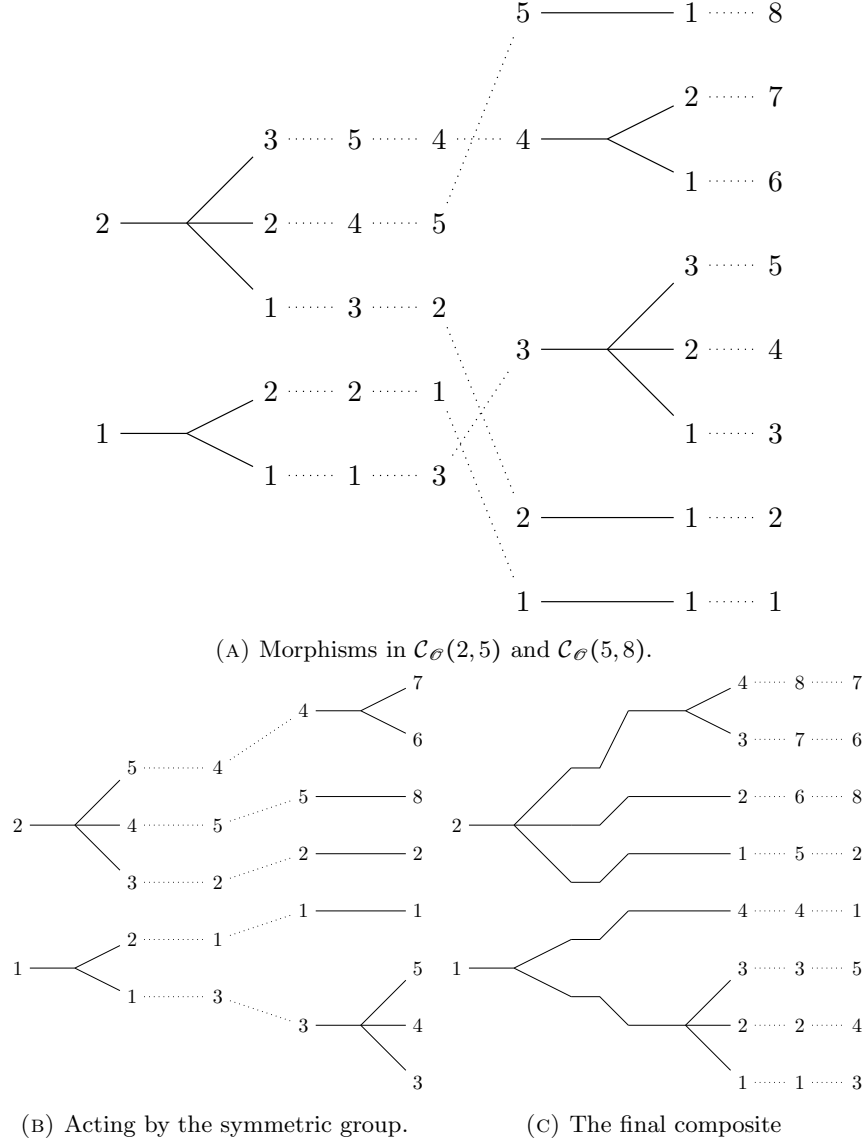 5 1 8
2 7
3 5 4 4
1 6
2 2 4 5
3 5
1 3 2
3 2 4
2 2 1
1 1 3
1 1 3
2 1 2
1 1 1
(A) Morphisms in 𝒞_𝒪(2, 5) and 𝒞_𝒪(5, 8).
7 4 8 7
4
6 3 7 6
5 4
5 8 2 6 8
2 4 5 2
2 2 1 5 2
3 2
1 1 4 4 1
2 1
1 5 1 3 3 5
1 3
3 4 2 2 4
3 1 1 3
(B) Acting by the symmetric group. (C) The final composite